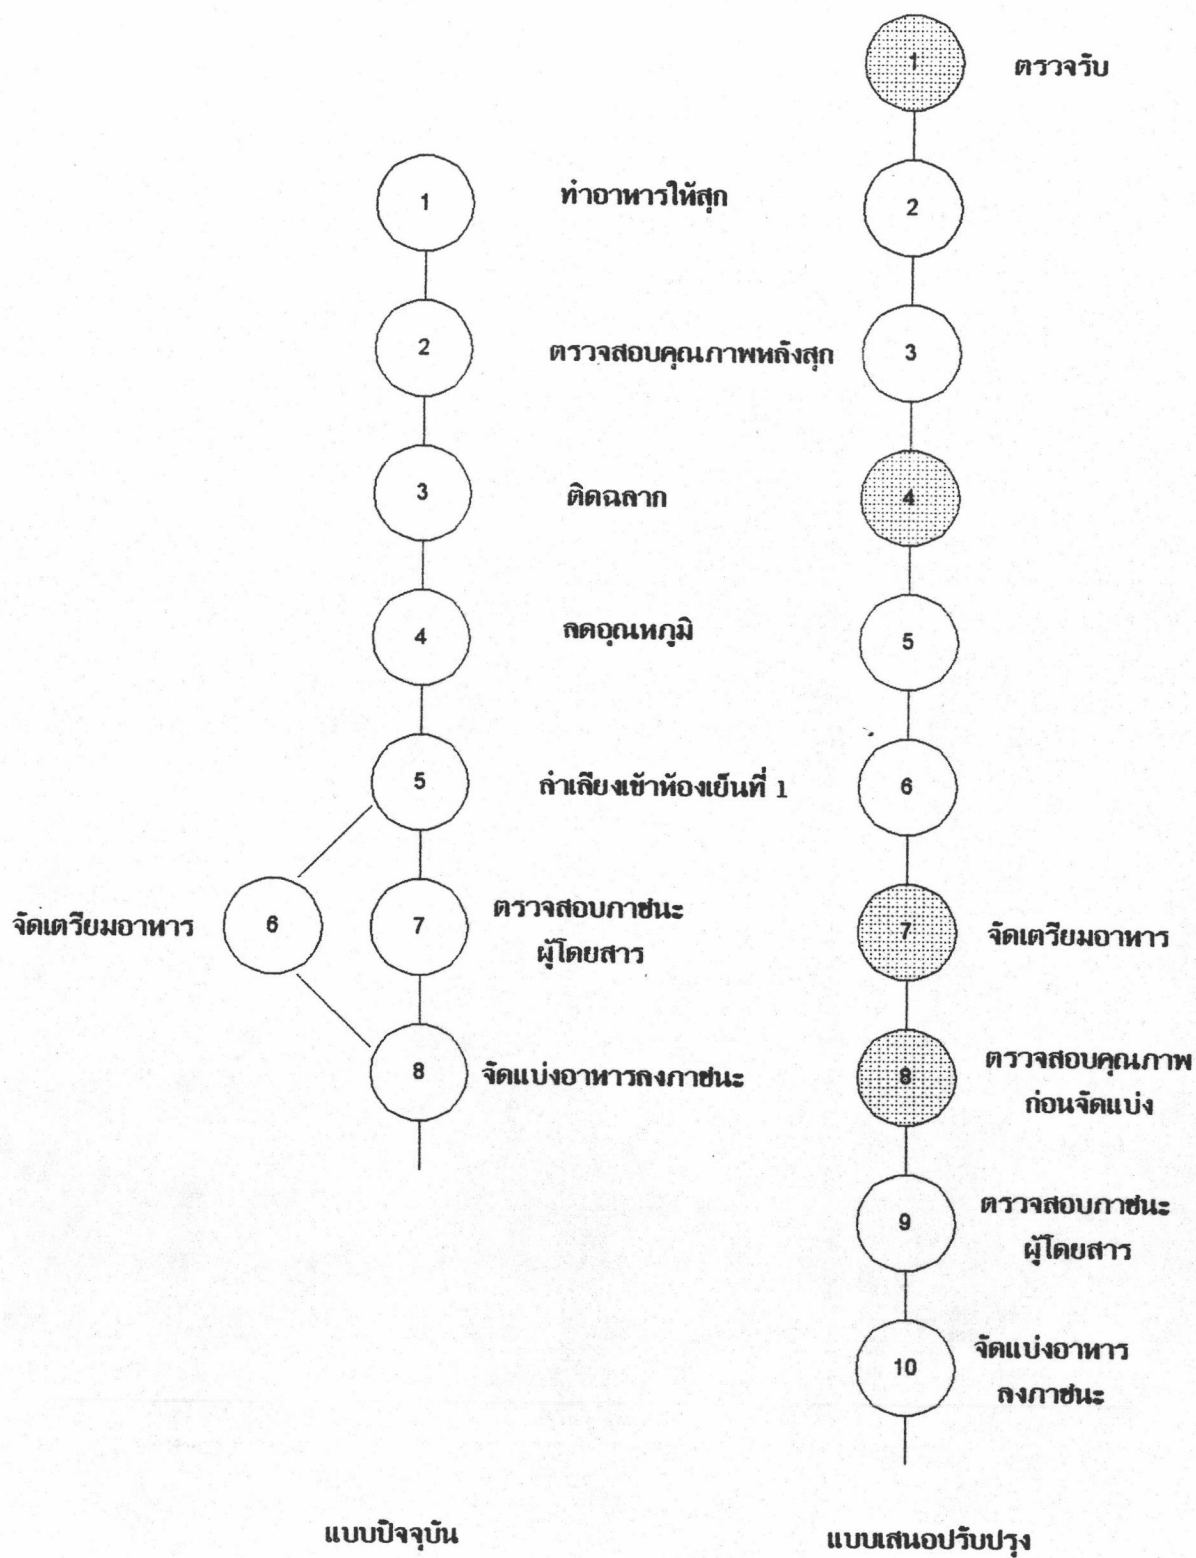 1
ตรวจรับ
1
ทำอาหารให้สุก
2
2
ตรวจสอบคุณภาพหลังสุก
3
3
ติดฉลาก
4
4
ลดอุณหภูมิ
5
5
ลำเลียงเข้าห้องเย็นที่ 1
6
จัดเตรียมอาหาร
6
7
ตรวจสอบภาชนะ
ผู้โดยสาร
7
จัดเตรียมอาหาร
8
จัดแบ่งอาหารลงภาชนะ
8
ตรวจสอบคุณภาพ
ก่อนจัดแบ่ง
9
ตรวจสอบภาชนะ
ผู้โดยสาร
10
จัดแบ่งอาหาร
ลงภาชนะ
แบบปัจจุบัน
แบบเสนอปรับปรุง